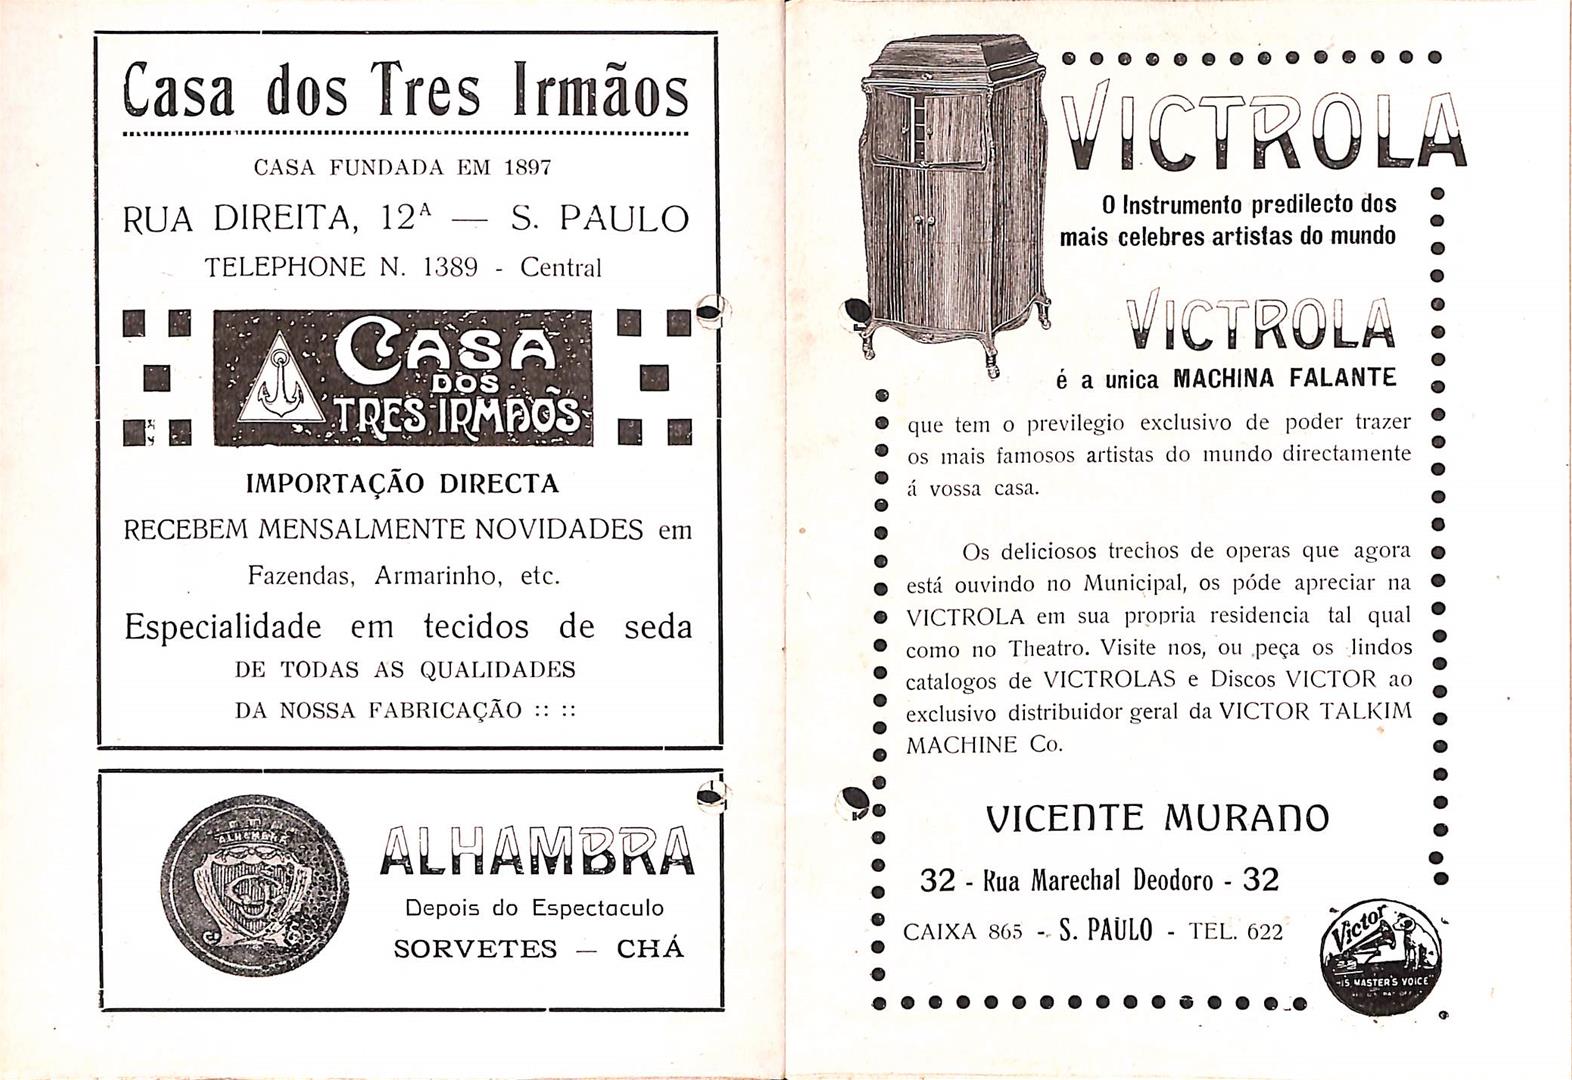 Casa dos Tres Irmãos
CASA FUNDADA EM 1897
RUA DIREITA, 12A — S. PAULO
TELEPHONE N. 1389 - Central
CASA
DOS
TRES IRMÃOS
IMPORTAÇÃO DIRECTA
RECEBEM MENSALMENTE NOVIDADES em
Fazendas, Armarinho, etc.
Especialidade em tecidos de seda
DE TODAS AS QUALIDADES
DA NOSSA FABRICAÇÃO :: ::
ALHAMBRA
ALHAMBRA
Depois do Espectaculo
SORVETES — CHÁ
VICTROLA
O Instrumento predilecto dos
mais celebres artistas do mundo
VICTROLA
é a unica MACHINA FALANTE
que tem o previlegio exclusivo de poder trazer
os mais famosos artistas do mundo directamente
á vossa casa.
Os deliciosos trechos de operas que agora
está ouvindo no Municipal, os póde apreciar na
VICTROLA em sua propria residencia tal qual
como no Theatro. Visite nos, ou peça os lindos
catalogos de VICTROLAS e Discos VICTOR ao
exclusivo distribuidor geral da VICTOR TALKIM
MACHINE Co.
VICENTE MURANO
32 - Rua Marechal Deodoro - 32
CAIXA 865 - S. PAULO - TEL. 622
Victor
"HIS MASTER'S VOICE"